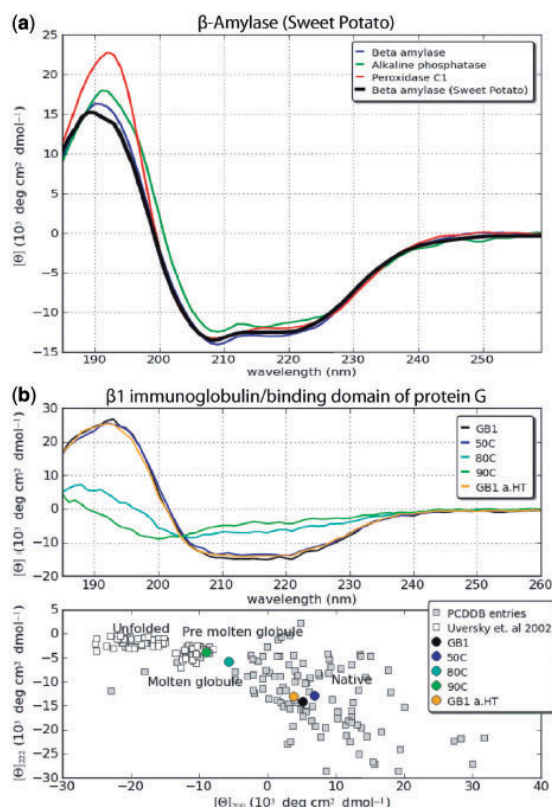 (a) β-Amylase (Sweet Potato)
Beta amylase
Alkaline phosphatase
Peroxidase C1
Beta amylase (Sweet Potato)
25
20
15
10
5
0
−5
−10
−15
[Θ] (10³ deg cm² dmol⁻¹)
190 200 210 220 230 240 250
wavelength (nm)
(b) β1 immunoglobulin/binding domain of protein G
GB1
50C
80C
90C
GB1 a.HT
30
20
10
0
−10
−20
[Θ] (10³ deg cm² dmol⁻¹)
190 200 210 220 230 240 250 260
wavelength (nm)
PCDDB entries
Uversky et. al 2002
GB1
50C
80C
90C
GB1 a.HT
Unfolded
Pre molten globule
Molten globule
Native
5
0
−5
−10
−15
−20
−25
−30
[Θ]₂₂₂ (10³ deg cm² dmol⁻¹)
−30 −20 −10 0 10 20 30 40
[Θ]₂₀₀ (10³ deg cm² dmol⁻¹)